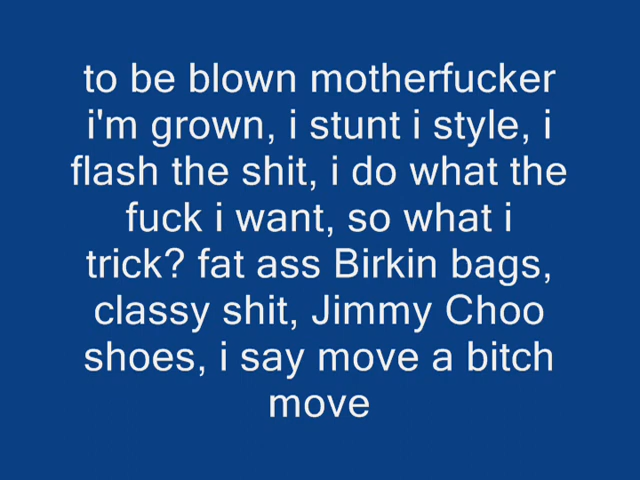 to be blown motherfucker
i'm grown, i stunt i style, i
flash the shit, i do what the
fuck i want, so what i
trick? fat ass Birkin bags,
classy shit, Jimmy Choo
shoes, i say move a bitch
move